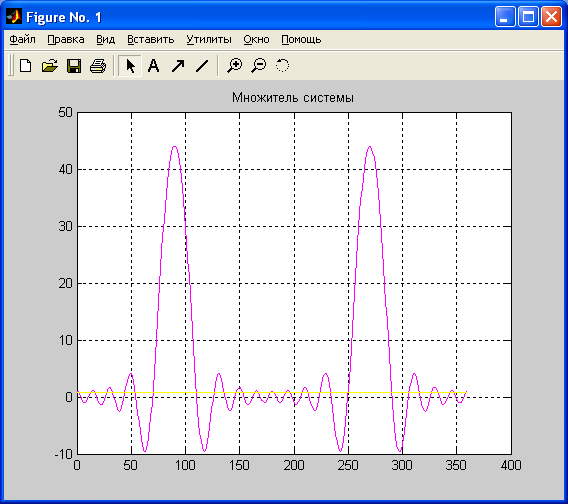 Figure No. 1
Файл Правка Вид Вставить Утилиты Окно Помощь
A
Множитель системы
50
40
30
20
10
0
-10
0 50 100 150 200 250 300 350 400